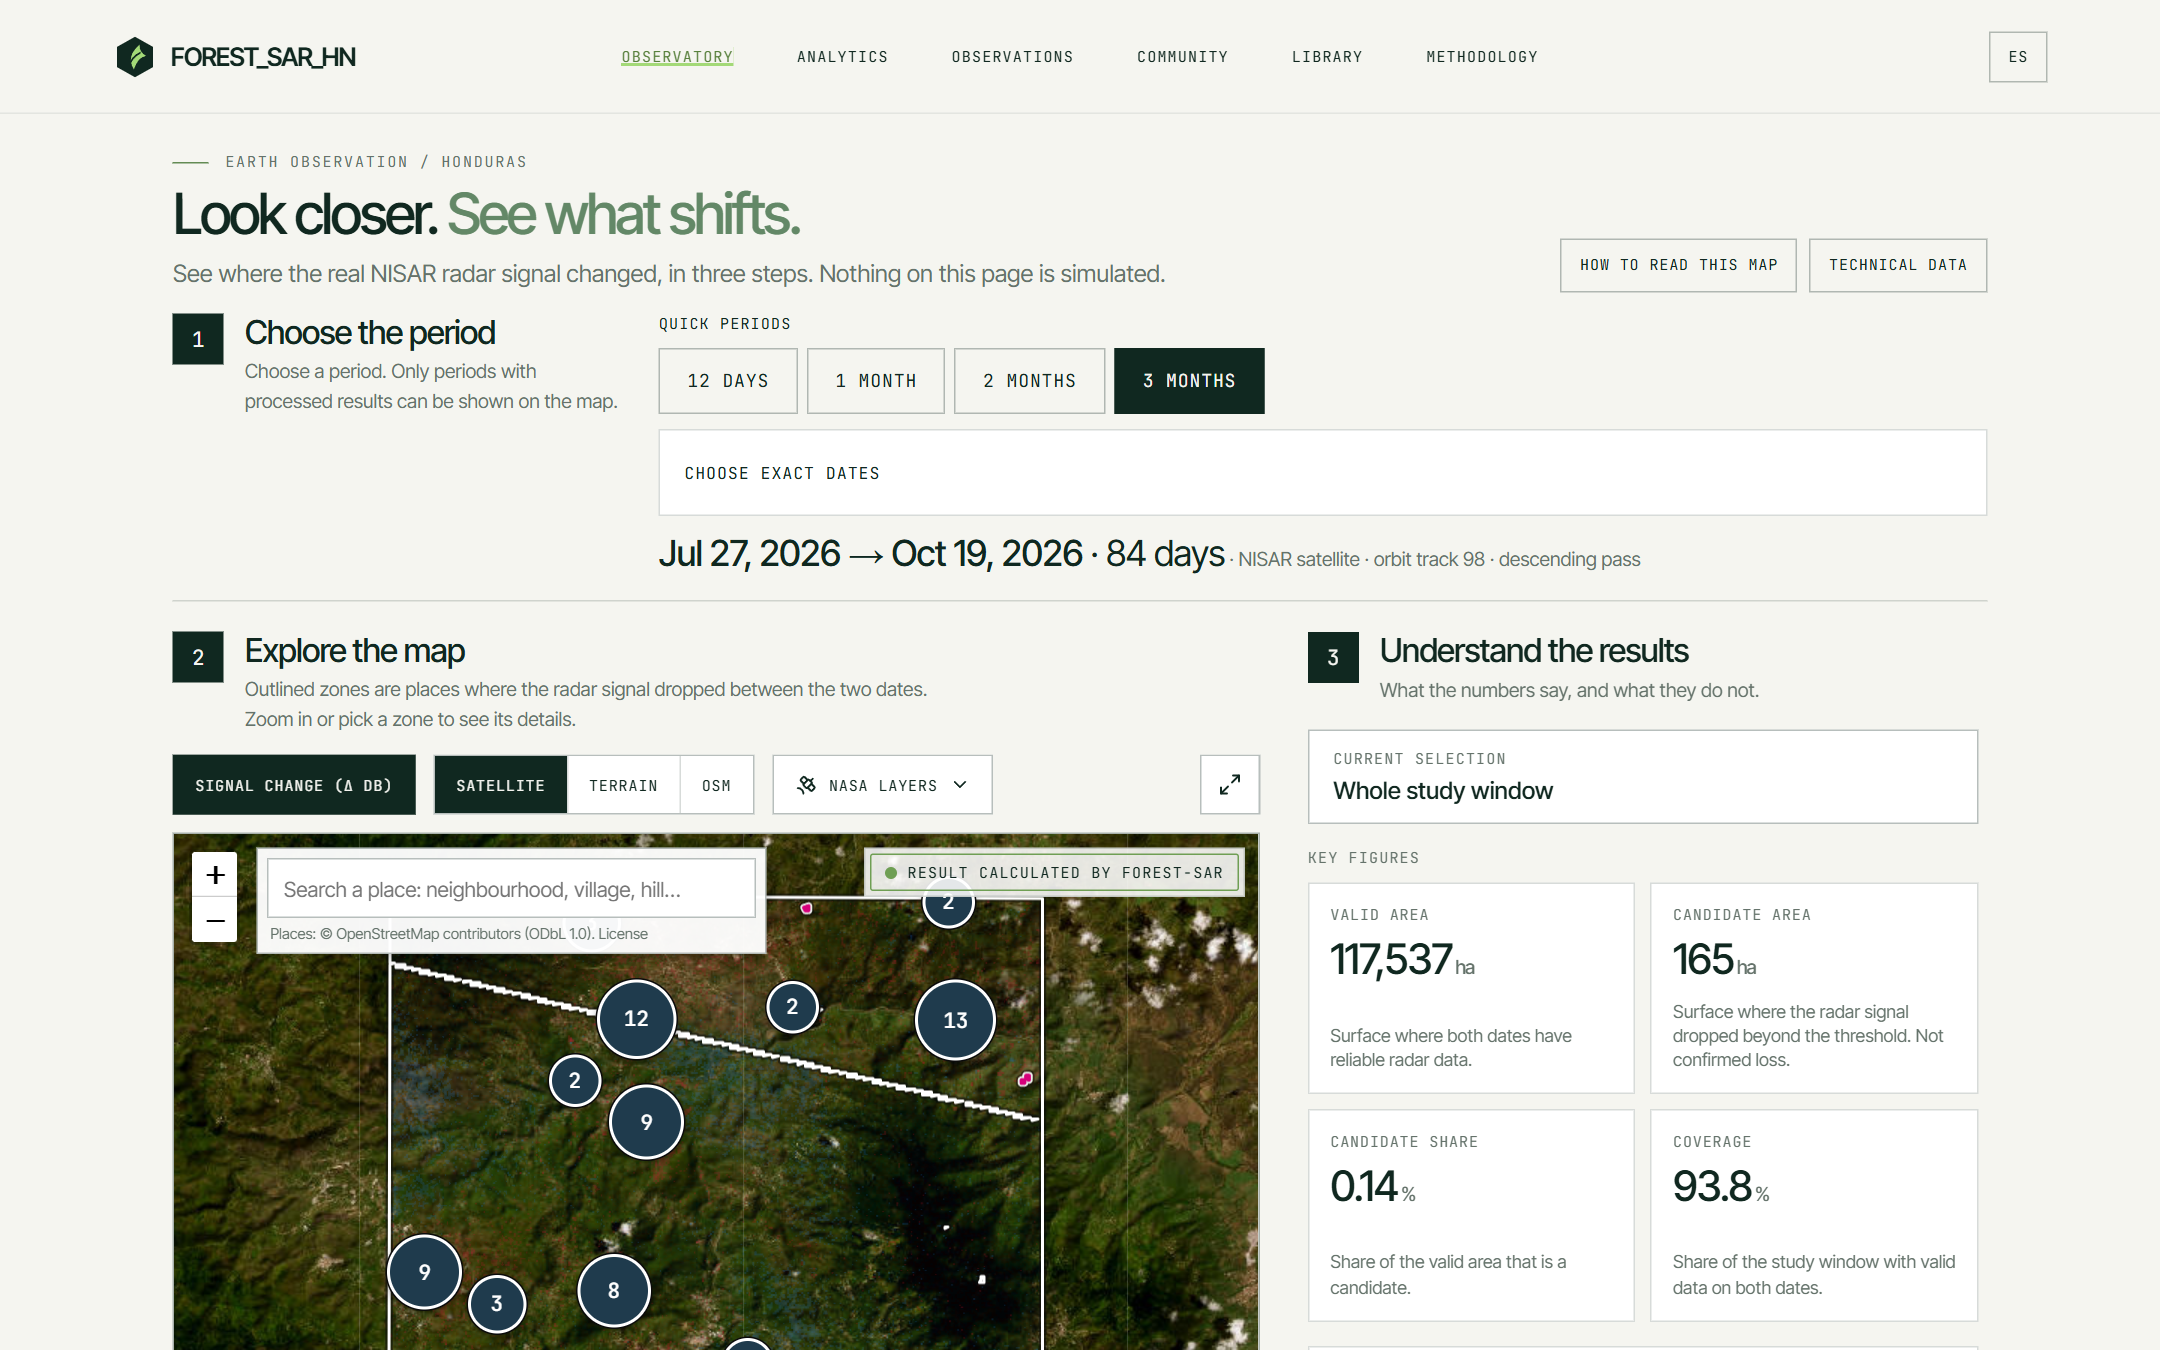 FOREST_SAR_HN
OBSERVATORY
ANALYTICS
OBSERVATIONS
COMMUNITY
LIBRARY
METHODOLOGY
ES
EARTH OBSERVATION / HONDURAS
Look closer. See what shifts.
See where the real NISAR radar signal changed, in three steps. Nothing on this page is simulated.
HOW TO READ THIS MAP
TECHNICAL DATA
1
Choose the period
Choose a period. Only periods with
processed results can be shown on the map.
QUICK PERIODS
12 DAYS
1 MONTH
2 MONTHS
3 MONTHS
CHOOSE EXACT DATES
Jul 27, 2026 → Oct 19, 2026 · 84 days · NISAR satellite · orbit track 98 · descending pass
2
Explore the map
Outlined zones are places where the radar signal dropped between the two dates.
Zoom in or pick a zone to see its details.
SIGNAL CHANGE (Δ DB)
SATELLITE
TERRAIN
OSM
NASA LAYERS
+
−
Search a place: neighbourhood, village, hill...
Places: © OpenStreetMap contributors (ODbL 1.0). License
RESULT CALCULATED BY FOREST-SAR
2
12
2
13
2
9
9
3
8
3
Understand the results
What the numbers say, and what they do not.
CURRENT SELECTION
Whole study window
KEY FIGURES
VALID AREA
117,537 ha
Surface where both dates have
reliable radar data.
CANDIDATE AREA
165 ha
Surface where the radar signal
dropped beyond the threshold. Not
confirmed loss.
CANDIDATE SHARE
0.14 %
Share of the valid area that is a
candidate.
COVERAGE
93.8 %
Share of the study window with valid
data on both dates.